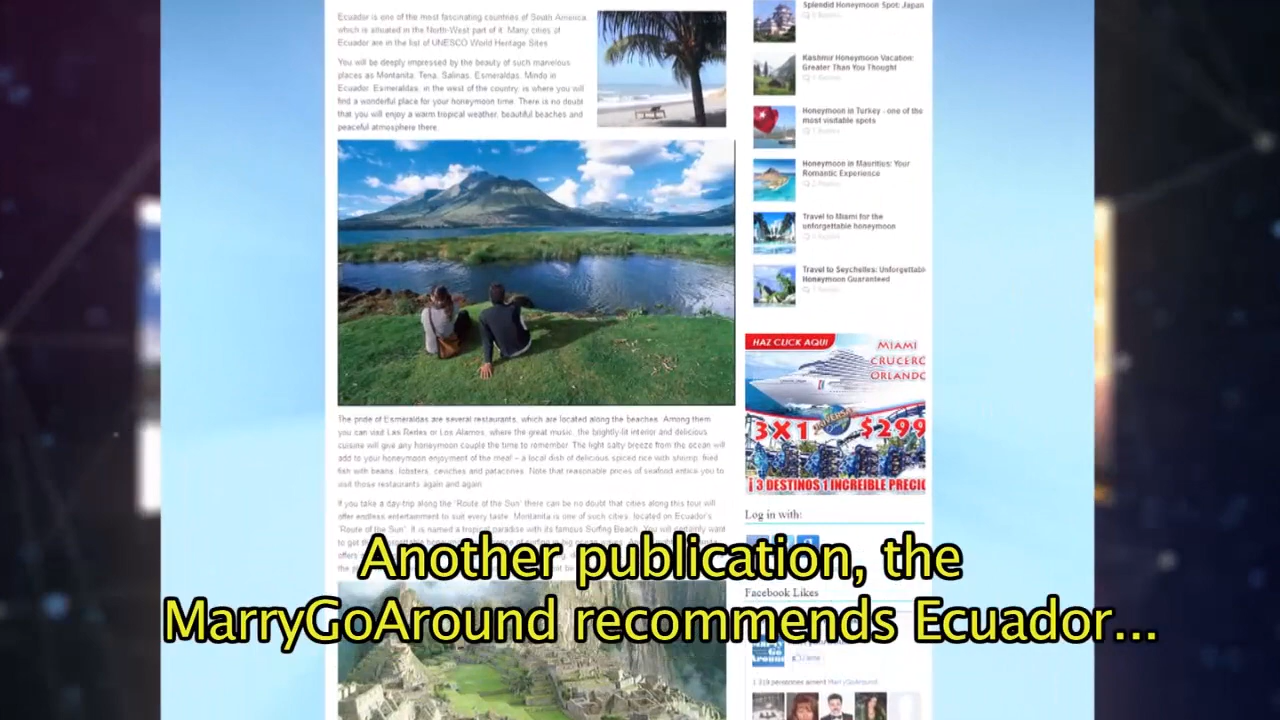 Ecuador is one of the most fascinating countries of South America,
which is situated in the North-West part of it. Many cities of
Ecuador are in the list of UNESCO World Heritage Sites
You will be deeply impressed by the beauty of such marvelous
places as Montanita, Tena, Salinas, Esmeraldas, Mindo in
Ecuador. Esmeraldas, in the west of the country, is where you will
find a wonderful place for your honeymoon time. There is no doubt
that you will enjoy a warm tropical weather, beautiful beaches and
peaceful atmosphere there.
The pride of Esmeraldas are several restaurants, which are located along the beaches. Among them
you can visit Las Redes or Los Alamos, where the great music, the brightly-lit interior and delicious
cuisine will give any honeymoon couple the time to remember. The light salty breeze from the ocean will
add to your honeymoon enjoyment of the meal – a local dish of delicious spiced rice with shrimp, fried
fish with beans, lobsters, ceviches and patacones. Note that reasonable prices of seafood entice you to
visit those restaurants again and again.
If you take a day-trip along the 'Route of the Sun' there can be no doubt that cities along this tour will
offer endless entertainment to suit every taste. Montanita is one of such cities, located on Ecuador's
'Route of the Sun'. It is named a tropical paradise with its famous Surfing Beach. You will certainly want
to get
offers
Splendid Honeymoon Spot: Japan
Kashmir Honeymoon Vacation:
Greater Than You Thought
Honeymoon in Turkey - one of the
most visitable spots
Honeymoon in Mauritius: Your
Romantic Experience
Travel to Miami for the
unforgettable honeymoon
Travel to Seychelles: Unforgettab
Honeymoon Guaranteed
HAZ CLICK AQUI
MIAMI
CRUCERO
ORLANDO
UNIVERSAL
3X1 $299
¡3 DESTINOS 1 INCREIBLE PRECIO
Log in with:
Facebook Likes
Go
Around
J'aime
1 319 personnes aiment MarryGoAround
Another publication, the
MarryGoAround recommends Ecuador...